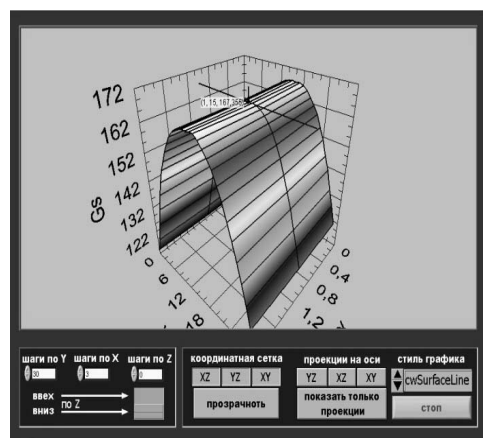 172
162
152
142
132
122
Gs
(1, 15, 167,358)
0
6
12
18
0
0,4
0,8
1,2
шаги по Y шаги по X шаги по Z
30 3 0
ввех
по Z
вниз
координатная сетка
XZ YZ XY
прозрачноть
проекции на оси
YZ XZ XY
показать только
проекции
стиль графика
cwSurfaceLine
стоп